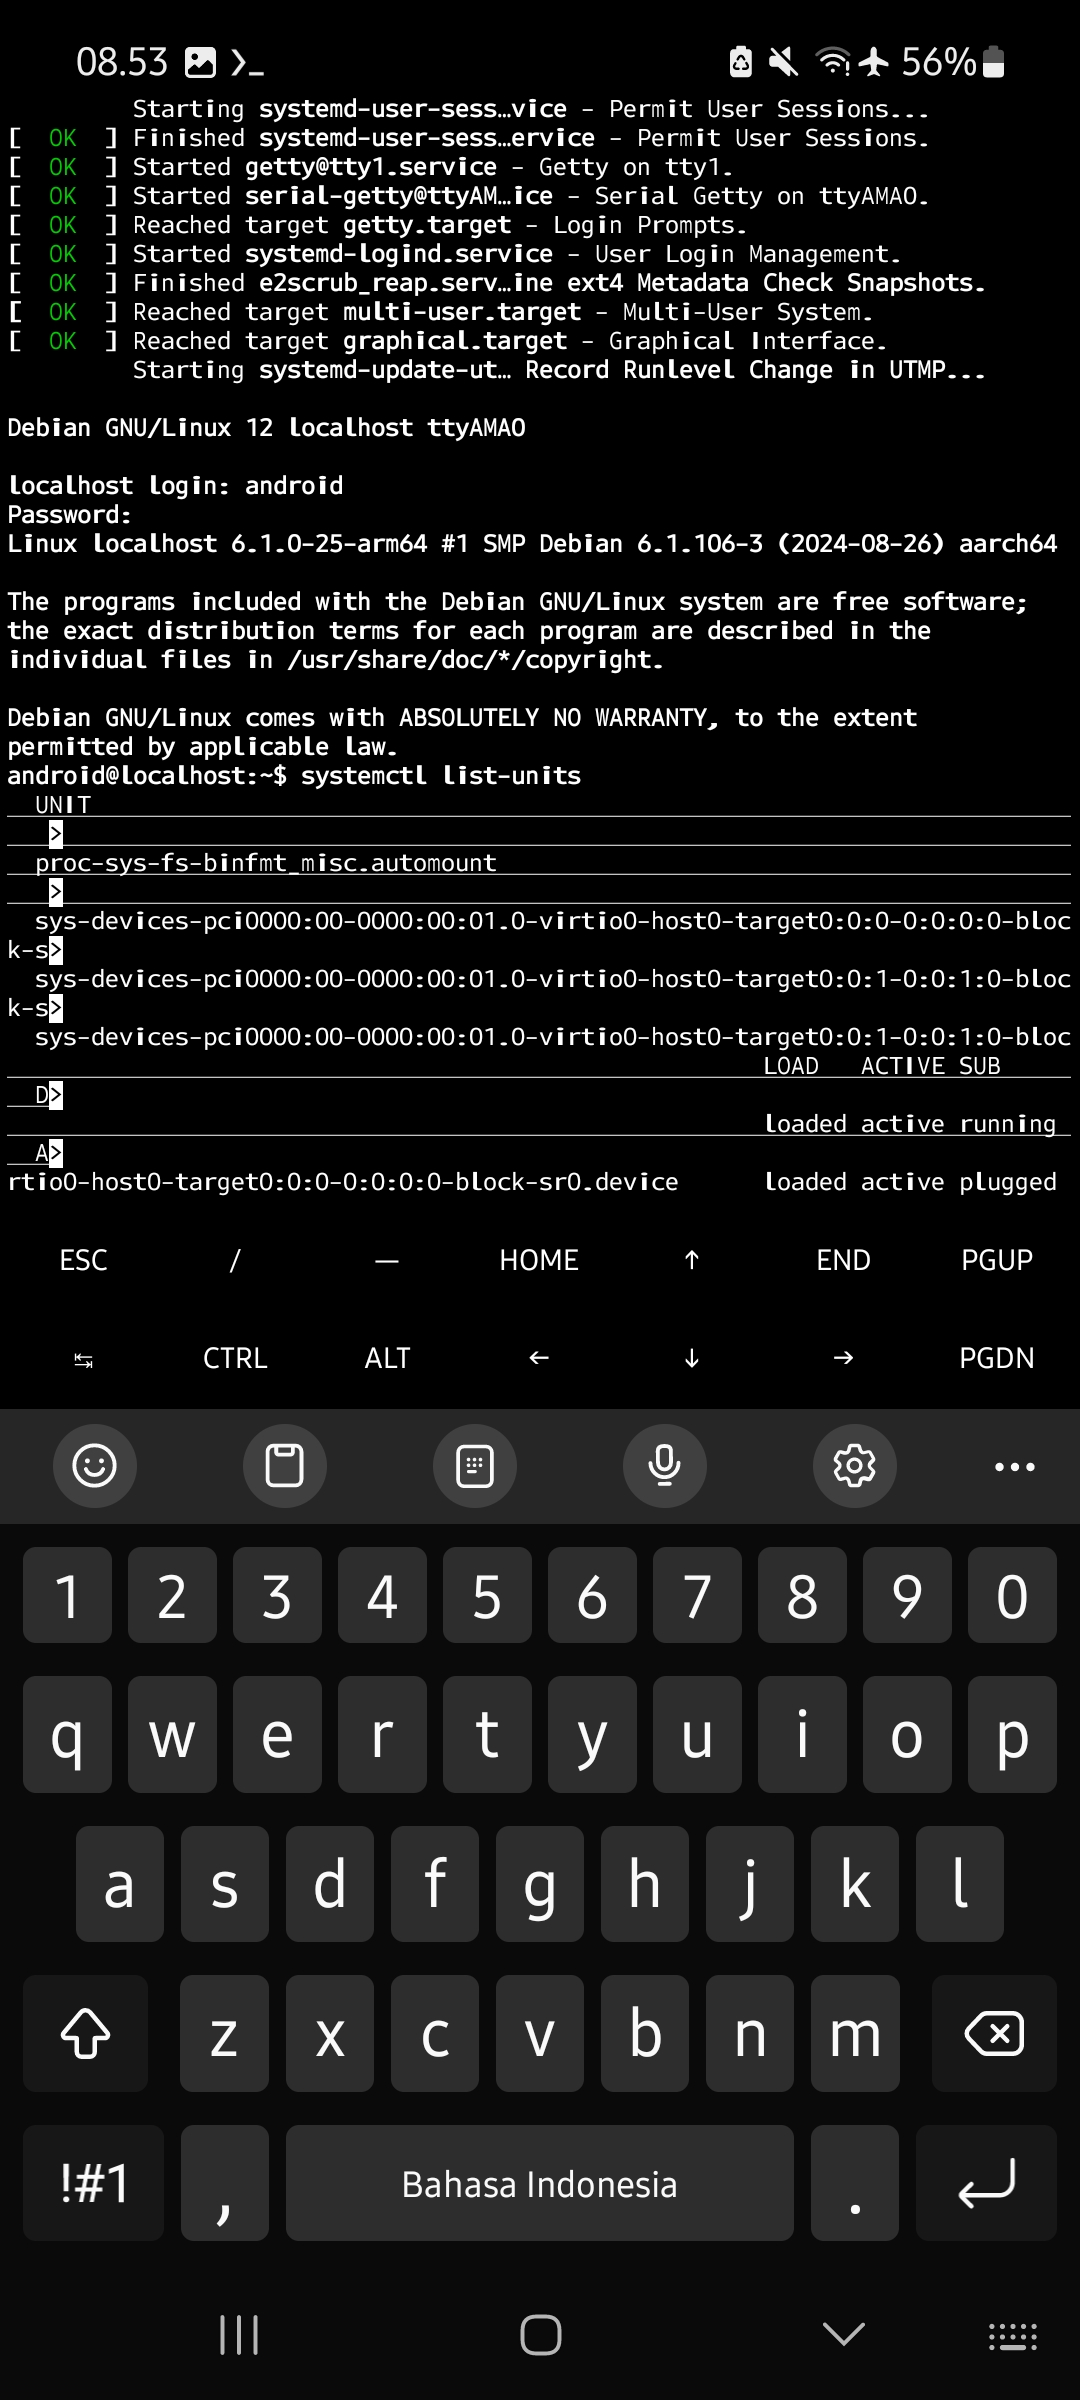 08.53
56%
Starting systemd-user-sess…vice - Permit User Sessions...
[  OK  ] Finished systemd-user-sess…ervice - Permit User Sessions.
[  OK  ] Started getty@tty1.service - Getty on tty1.
[  OK  ] Started serial-getty@ttyAM…ice - Serial Getty on ttyAMA0.
[  OK  ] Reached target getty.target - Login Prompts.
[  OK  ] Started systemd-logind.service - User Login Management.
[  OK  ] Finished e2scrub_reap.serv…ine ext4 Metadata Check Snapshots.
[  OK  ] Reached target multi-user.target - Multi-User System.
[  OK  ] Reached target graphical.target - Graphical Interface.
Starting systemd-update-ut… Record Runlevel Change in UTMP...
Debian GNU/Linux 12 localhost ttyAMA0
localhost login: android
Password:
Linux localhost 6.1.0-25-arm64 #1 SMP Debian 6.1.106-3 (2024-08-26) aarch64
The programs included with the Debian GNU/Linux system are free software;
the exact distribution terms for each program are described in the
individual files in /usr/share/doc/*/copyright.
Debian GNU/Linux comes with ABSOLUTELY NO WARRANTY, to the extent
permitted by applicable law.
android@localhost:~$ systemctl list-units
UNIT
>
proc-sys-fs-binfmt_misc.automount
>
sys-devices-pci0000:00-0000:00:01.0-virtio0-host0-target0:0:0-0:0:0:0-bloc
k-s>
sys-devices-pci0000:00-0000:00:01.0-virtio0-host0-target0:0:1-0:0:1:0-bloc
k-s>
sys-devices-pci0000:00-0000:00:01.0-virtio0-host0-target0:0:1-0:0:1:0-bloc
LOAD   ACTIVE SUB
D>
loaded active running
A>
rtio0-host0-target0:0:0-0:0:0:0-block-sr0.device      loaded active plugged
ESC / — HOME ↑ END PGUP
↹ CTRL ALT ← ↓ → PGDN
1 2 3 4 5 6 7 8 9 0
q w e r t y u i o p
a s d f g h j k l
z x c v b n m
!#1 , Bahasa Indonesia .